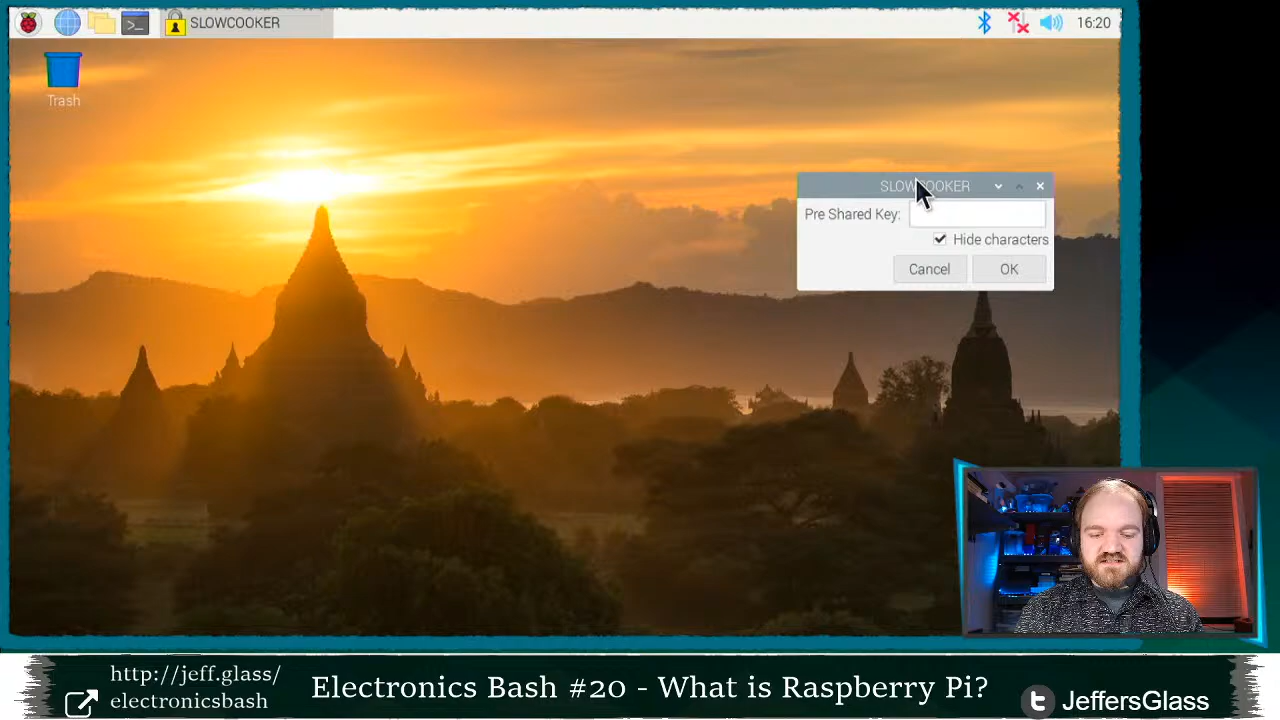 SLOWCOOKER
16:20
Trash
SLOWCOOKER
Pre Shared Key:
Hide characters
Cancel
OK
http://jeff.glass/
electronicsbash
Electronics Bash #20 - What is Raspberry Pi?
JeffersGlass